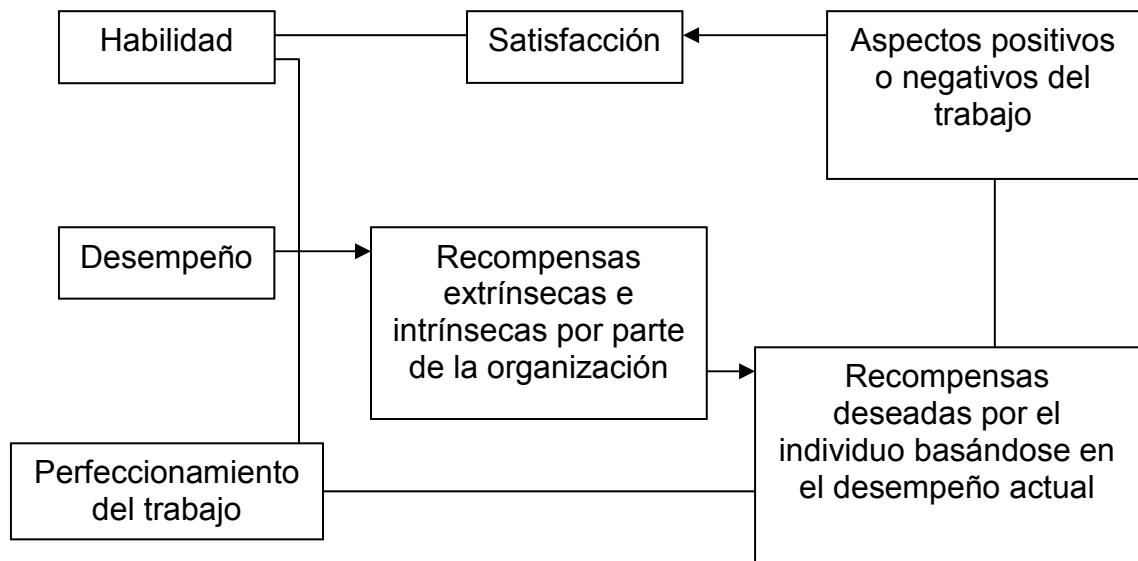 Habilidad
Satisfacción
Aspectos positivos
o negativos del
trabajo
Desempeño
Recompensas
extrínsecas e
intrínsecas por parte
de la organización
Recompensas
deseadas por el
individuo basándose en
el desempeño actual
Perfeccionamiento
del trabajo